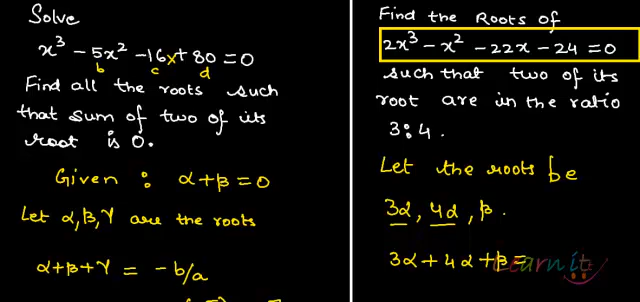 Solve
x³ - 5x² - 16x + 80 = 0
b c d
Find all the roots such
that sum of two of its
root is 0.
Given : α + β = 0
Let α, β, γ are the roots
α + β + γ = - b/a
Find the Roots of
2x³ - x² - 22x - 24 = 0
such that two of its
root are in the ratio
3:4.
Let the roots be
3α, 4α, β.
3α + 4α + β =
Learn it